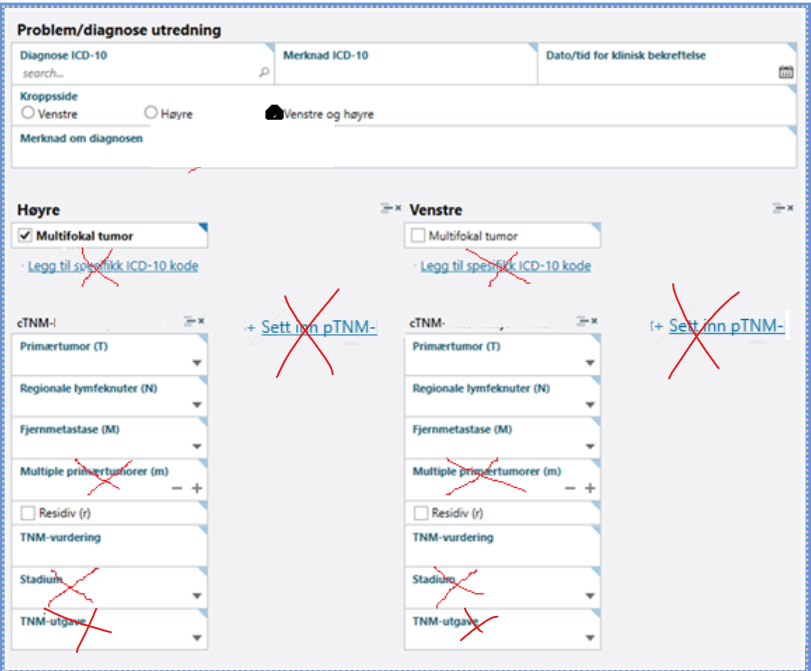 Problem/diagnose utredning
Diagnose ICD-10
search...
Merknad ICD-10
Dato/tid for klinisk bekreftelse
Kroppsside
Venstre
Høyre
Venstre og høyre
Merknad om diagnosen
Høyre
Multifokal tumor
Legg til spesifikk ICD-10 kode
cTNM-
+ Sett inn pTNM-
Primærtumor (T)
Regionale lymfeknuter (N)
Fjernmetastase (M)
Multiple primærtumorer (m)
Residiv (r)
TNM-vurdering
Stadium
TNM-utgave
Venstre
Multifokal tumor
Legg til spesifikk ICD-10 kode
cTNM-
+ Sett inn pTNM-
Primærtumor (T)
Regionale lymfeknuter (N)
Fjernmetastase (M)
Multiple primærtumorer (m)
Residiv (r)
TNM-vurdering
Stadium
TNM-utgave